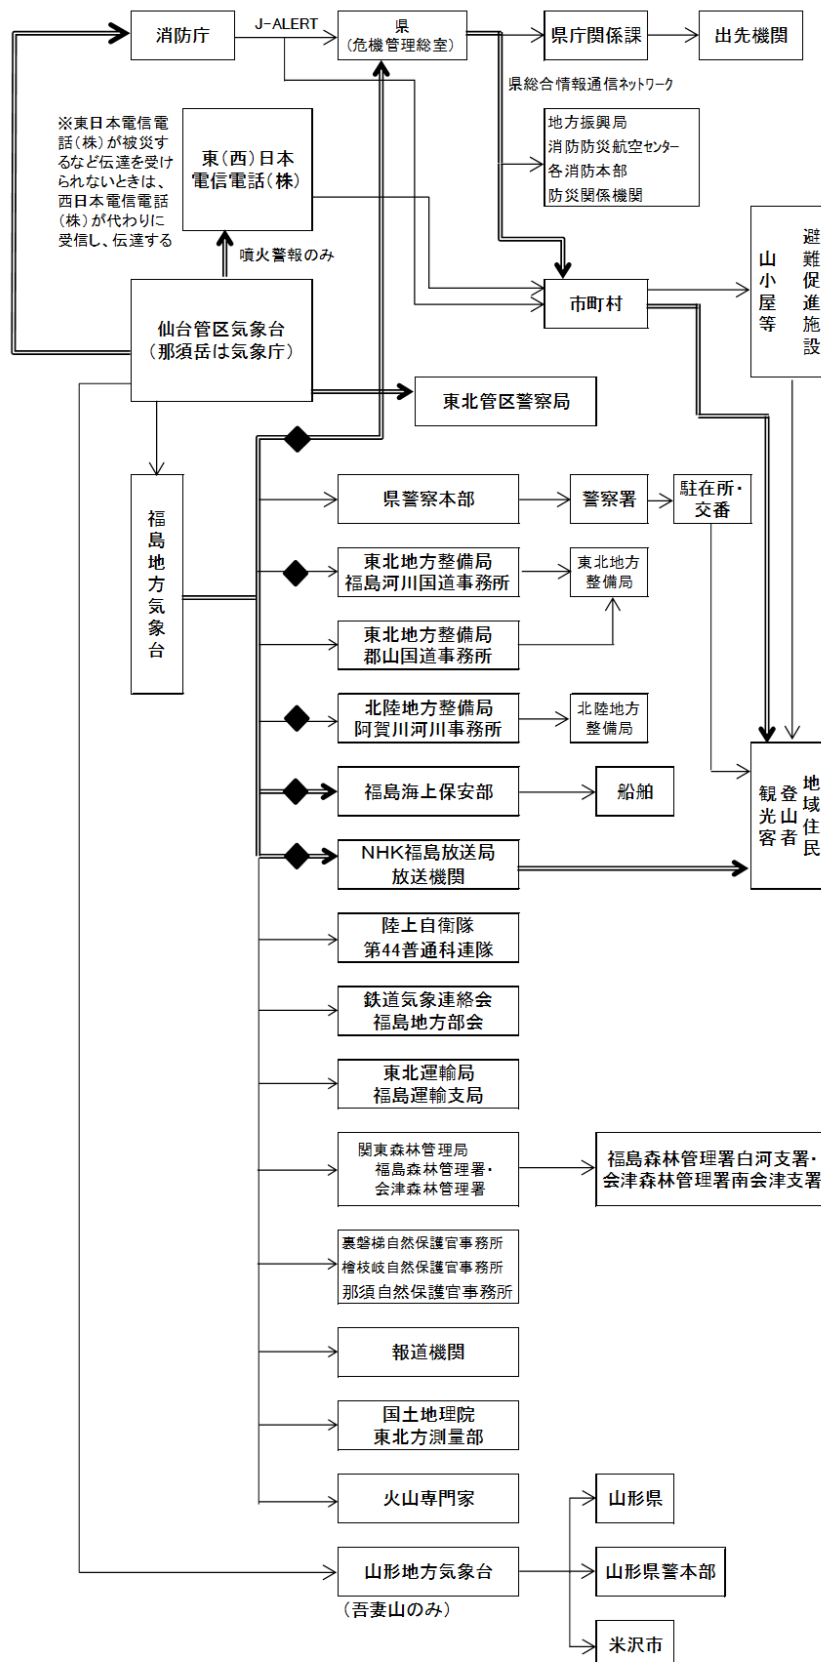 消防庁
J-ALERT
県
(危機管理総室)
県庁関係課
出先機関
県総合情報通信ネットワーク
※東日本電信電
話(株)が被災す
るなど伝達を受け
られないときは、
西日本電信電話
(株)が代わりに
受信し、伝達する
東(西)日本
電信電話(株)
地方振興局
消防防災航空センター
各消防本部
防災関係機関
噴火警報のみ
避難促進施設
山小屋等
仙台管区気象台
(那須岳は気象庁)
市町村
東北管区警察局
福島地方気象台
県警察本部
警察署
駐在所・
交番
東北地方整備局
福島河川国道事務所
東北地方
整備局
東北地方整備局
郡山国道事務所
北陸地方整備局
阿賀川河川事務所
北陸地方
整備局
福島海上保安部
船舶
地域住民
登山者
観光客
NHK福島放送局
放送機関
陸上自衛隊
第44普通科連隊
鉄道気象連絡会
福島地方部会
東北運輸局
福島運輸支局
関東森林管理局
福島森林管理署・
会津森林管理署
福島森林管理署白河支署・
会津森林管理署南会津支署
裏磐梯自然保護官事務所
檜枝岐自然保護官事務所
那須自然保護官事務所
報道機関
国土地理院
東北方測量部
火山専門家
山形県
山形地方気象台
(吾妻山のみ)
山形県警本部
米沢市